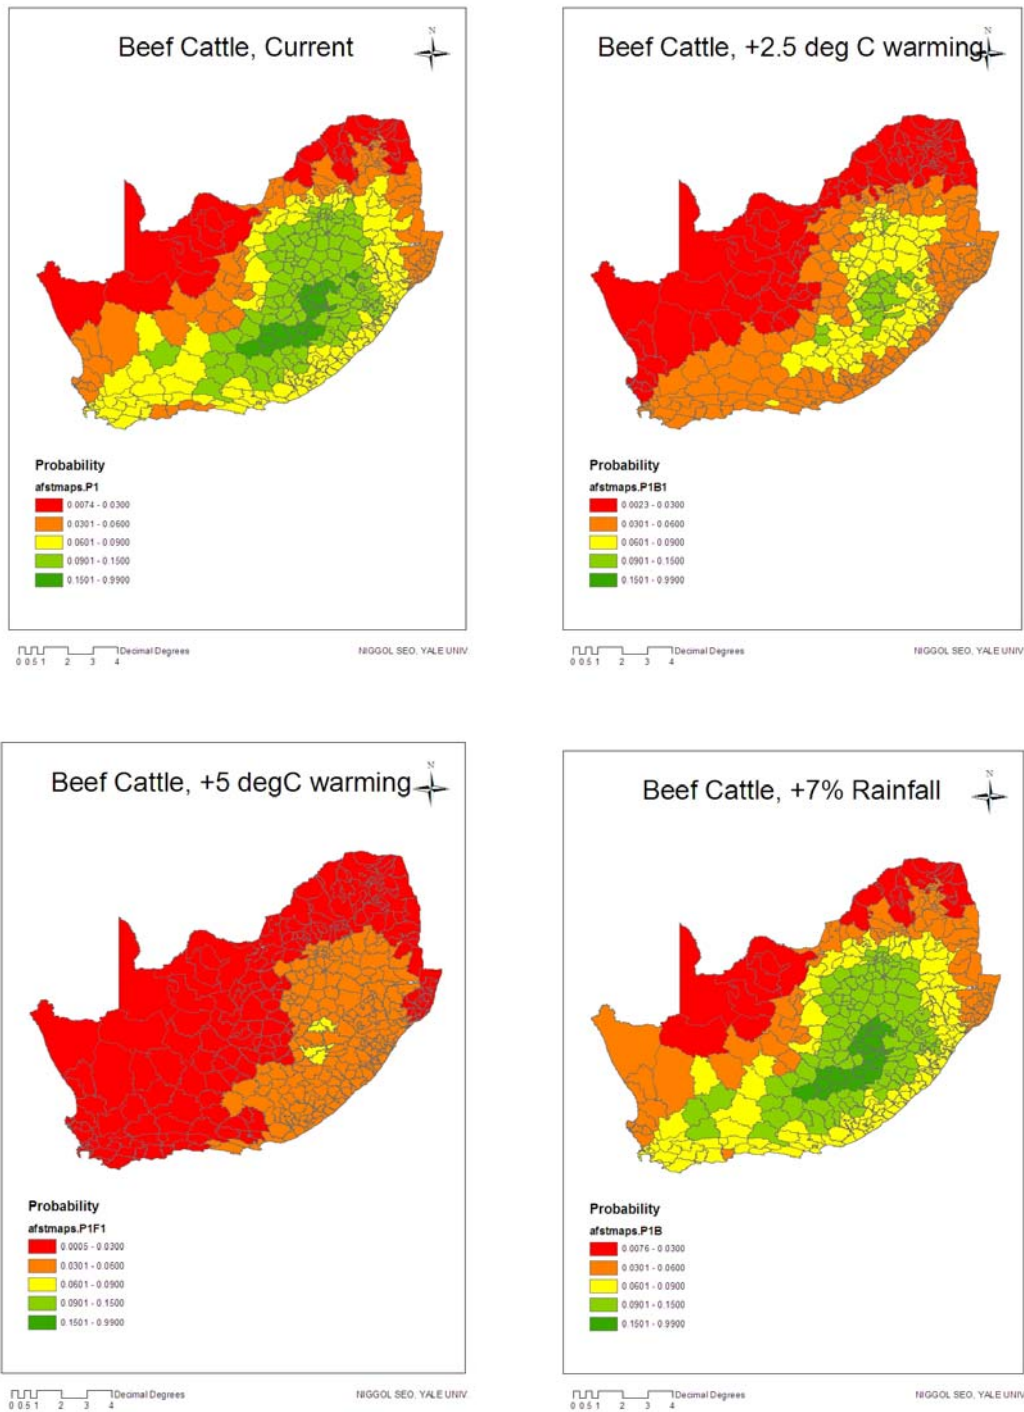 Beef Cattle, Current
N
Probability
afstmaps.P1
0.0074 - 0.0300
0.0301 - 0.0600
0.0601 - 0.0900
0.0901 - 0.1500
0.1501 - 0.9900
Decimal Degrees
0 0.5 1 2 3 4
NIGGOL SEO, YALE UNIV
Beef Cattle, +2.5 deg C warming
N
Probability
afstmaps.P1B1
0.0023 - 0.0300
0.0301 - 0.0600
0.0601 - 0.0900
0.0901 - 0.1500
0.1501 - 0.9900
Decimal Degrees
0 0.5 1 2 3 4
NIGGOL SEO, YALE UNIV
Beef Cattle, +5 degC warming
N
Probability
afstmaps.P1F1
0.0005 - 0.0300
0.0301 - 0.0600
0.0601 - 0.0900
0.0901 - 0.1500
0.1501 - 0.9900
Decimal Degrees
0 0.5 1 2 3 4
NIGGOL SEO, YALE UNIV
Beef Cattle, +7% Rainfall
N
Probability
afstmaps.P1B
0.0076 - 0.0300
0.0301 - 0.0600
0.0601 - 0.0900
0.0901 - 0.1500
0.1501 - 0.9900
Decimal Degrees
0 0.5 1 2 3 4
NIGGOL SEO, YALE UNIV